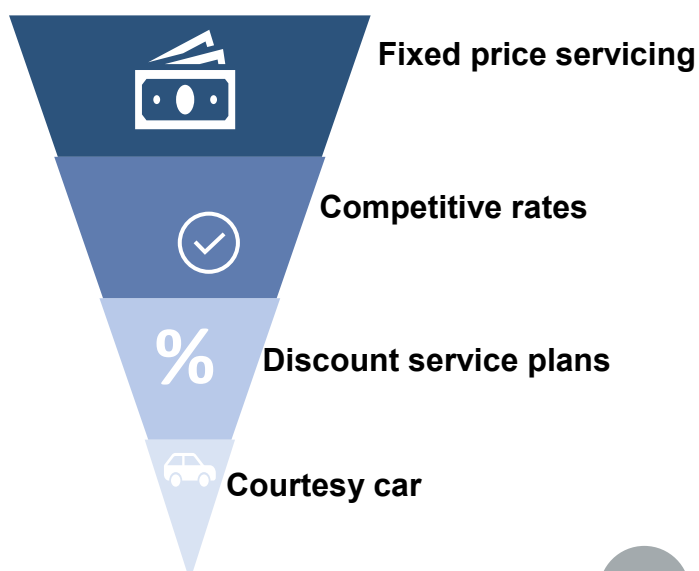 Fixed price servicing
Competitive rates
%
Discount service plans
Courtesy car